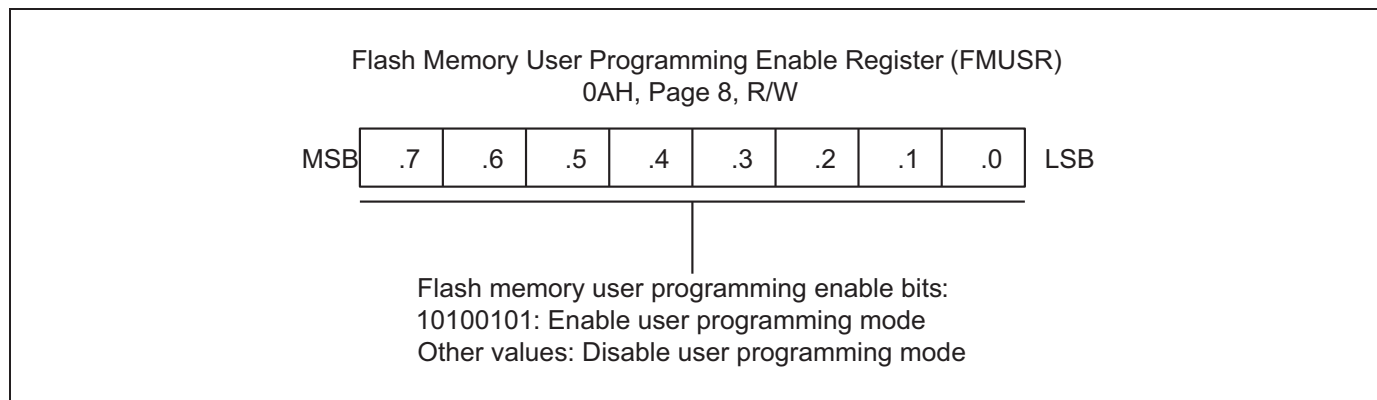 Flash Memory User Programming Enable Register (FMUSR)
0AH, Page 8, R/W
MSB .7 .6 .5 .4 .3 .2 .1 .0 LSB
Flash memory user programming enable bits:
10100101: Enable user programming mode
Other values: Disable user programming mode